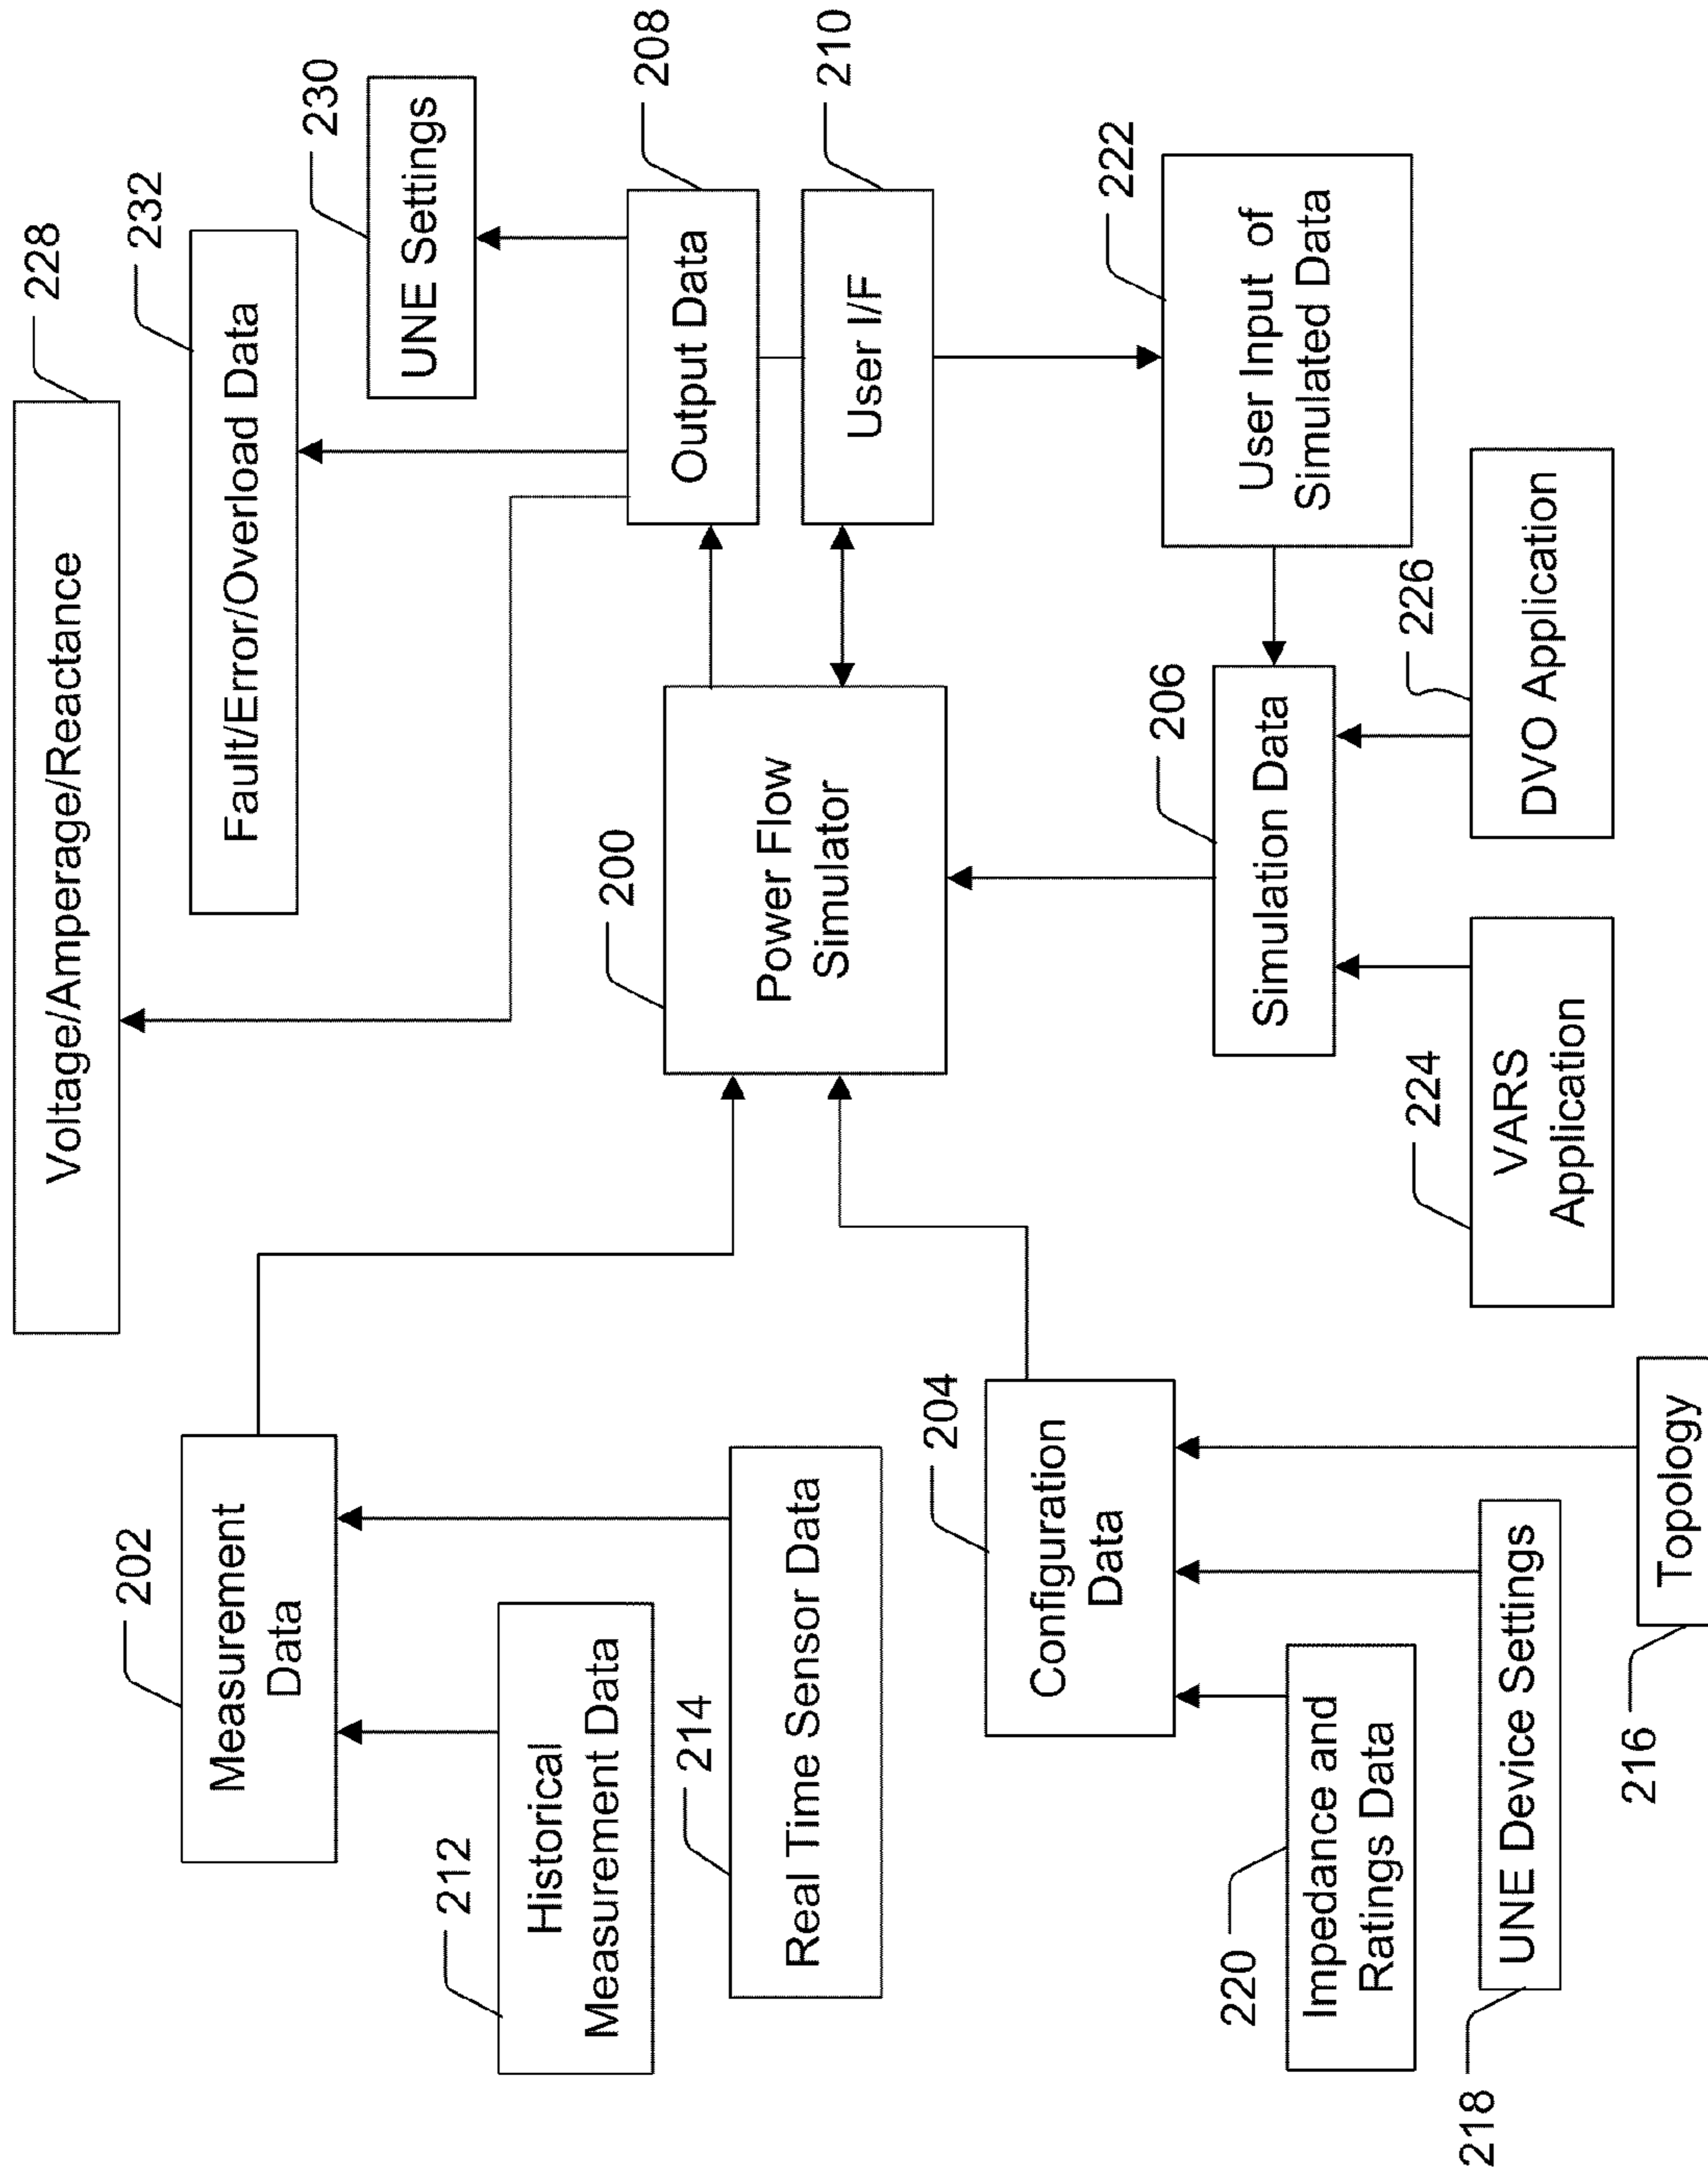 Voltage/Amperage/Reactance
228
Fault/Error/Overload Data
232
UNE Settings
230
202
Measurement
Data
212
Historical
Measurement Data
214
Real Time Sensor Data
200
Power Flow
Simulator
Output Data
208
User I/F
210
204
Configuration
Data
220
Impedance and
Ratings Data
218
UNE Device Settings
216
Topology
206
Simulation Data
222
User Input of
Simulated Data
224
VARS
Application
226
DVO Application